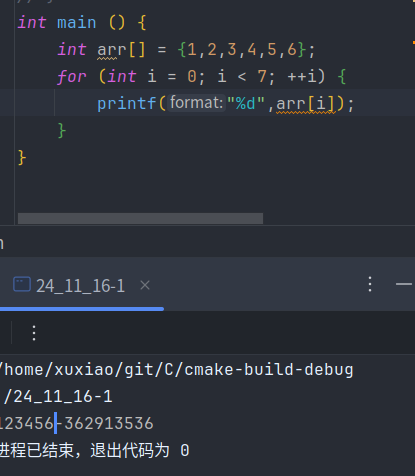 int main () {
int arr[] = {1,2,3,4,5,6};
for (int i = 0; i < 7; ++i) {
printf(format:"%d",arr[i]);
}
}
24_11_16-1 ×
/home/xuxiao/git/C/cmake-build-debug
/24_11_16-1
123456-362913536
进程已结束，退出代码为 0